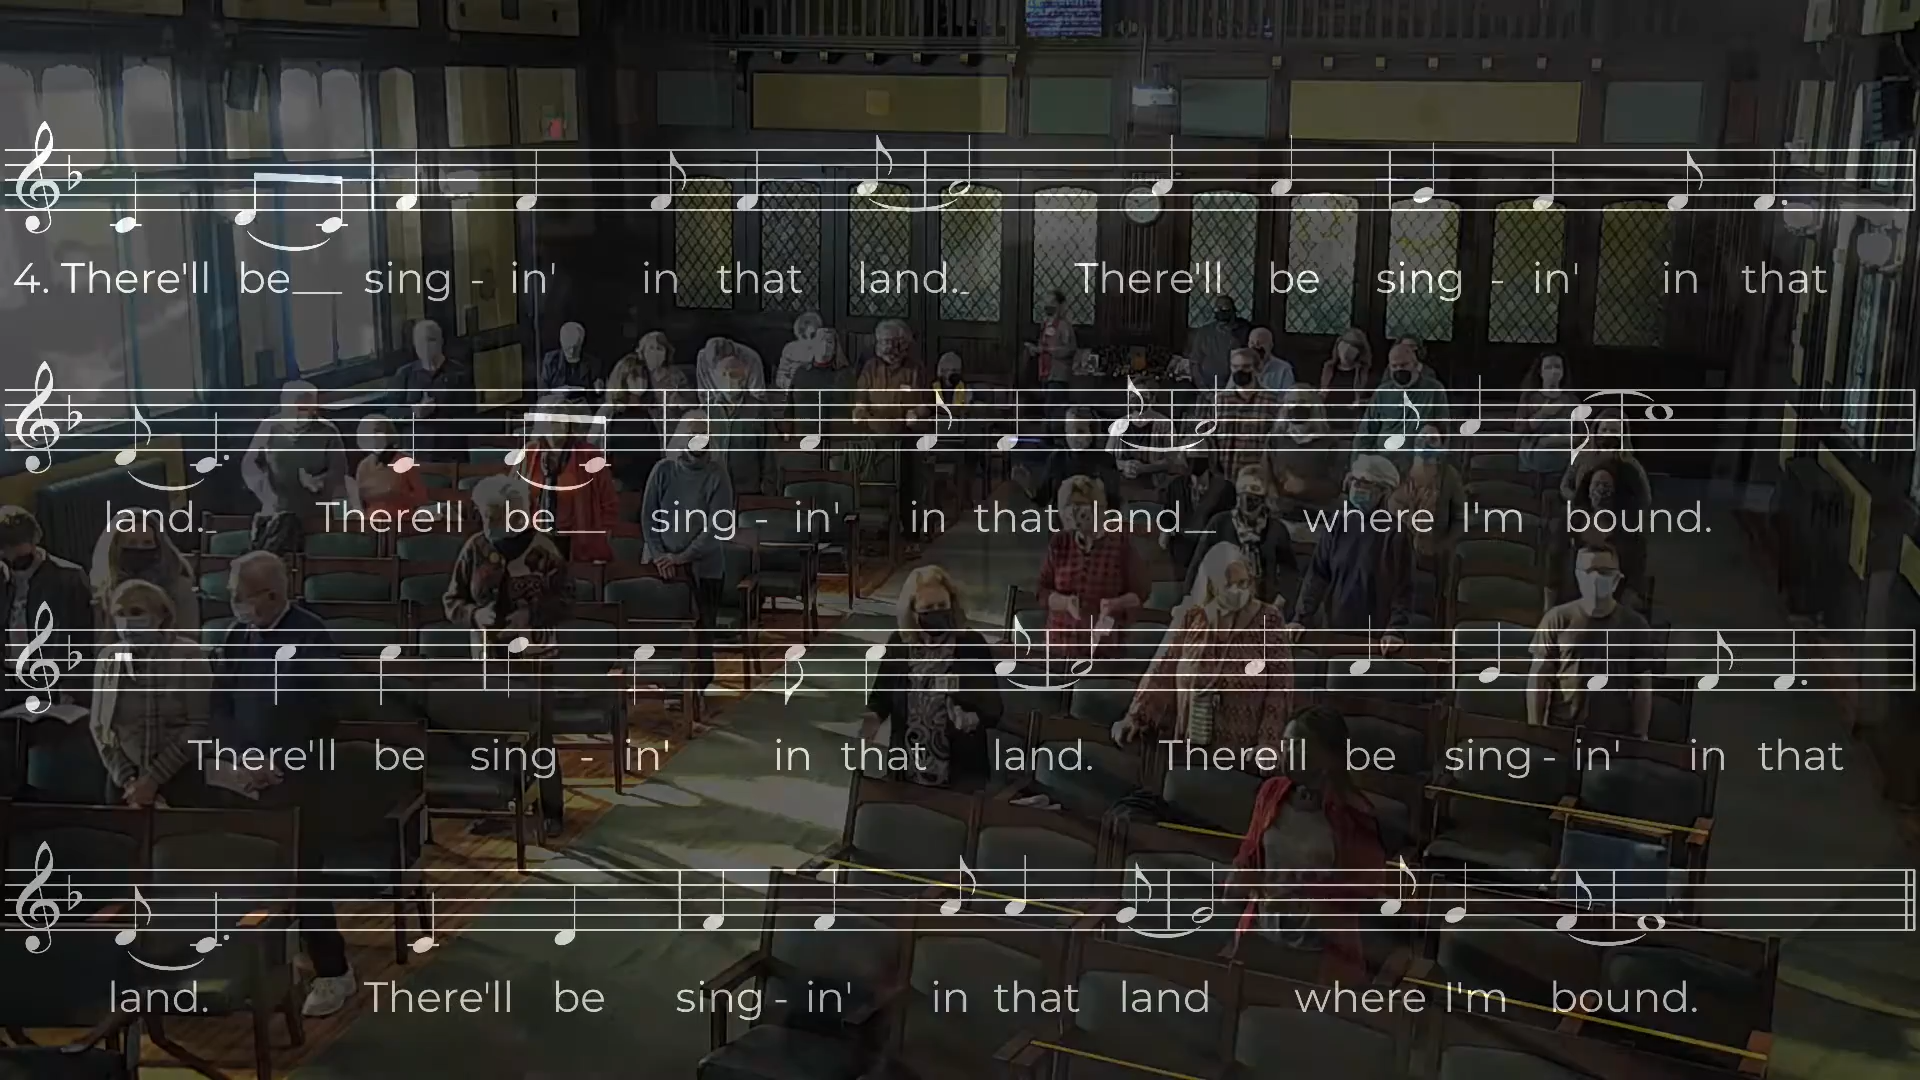 4. There'll be__ sing - in' in that land._ There'll be sing - in' in that
land._ There'll be__ sing - in' in that land__ where I'm bound.
There'll be sing - in' in that land. There'll be sing - in' in that
land. There'll be sing - in' in that land where I'm bound.